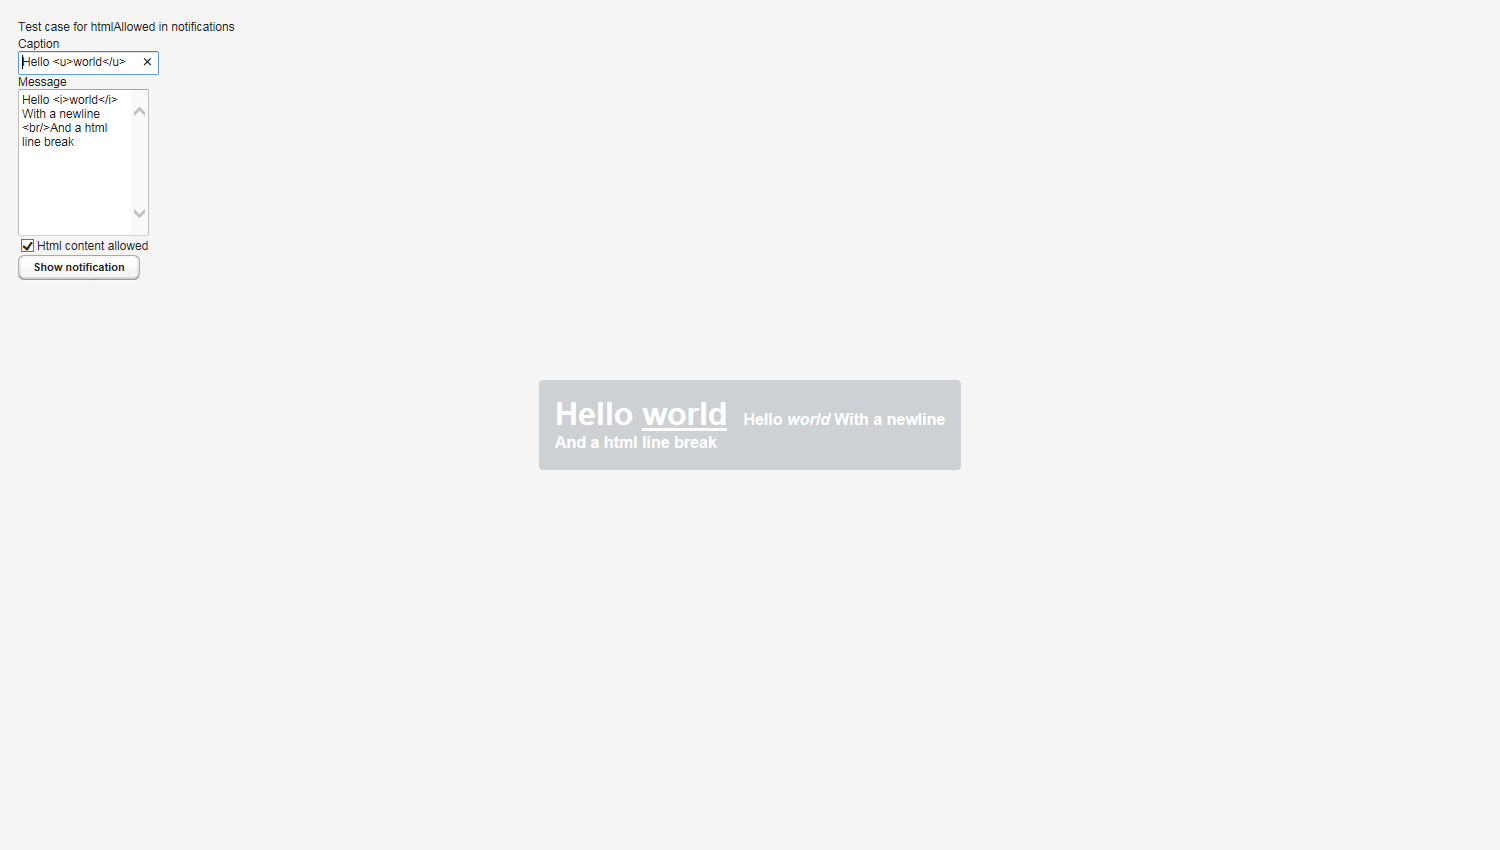 Test case for htmlAllowed in notifications
Caption
Hello <u>world</u>
Message
Hello <i>world</i>
With a newline
<br/>And a html
line break
Html content allowed
Show notification
Hello world Hello world With a newline
And a html line break